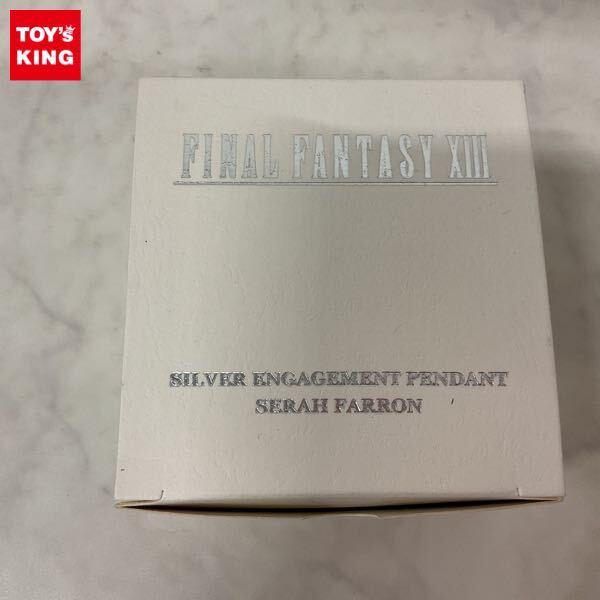 TOY's
KING
FINAL FANTASY XIII
SILVER ENGAGEMENT PENDANT
SERAH FARRON